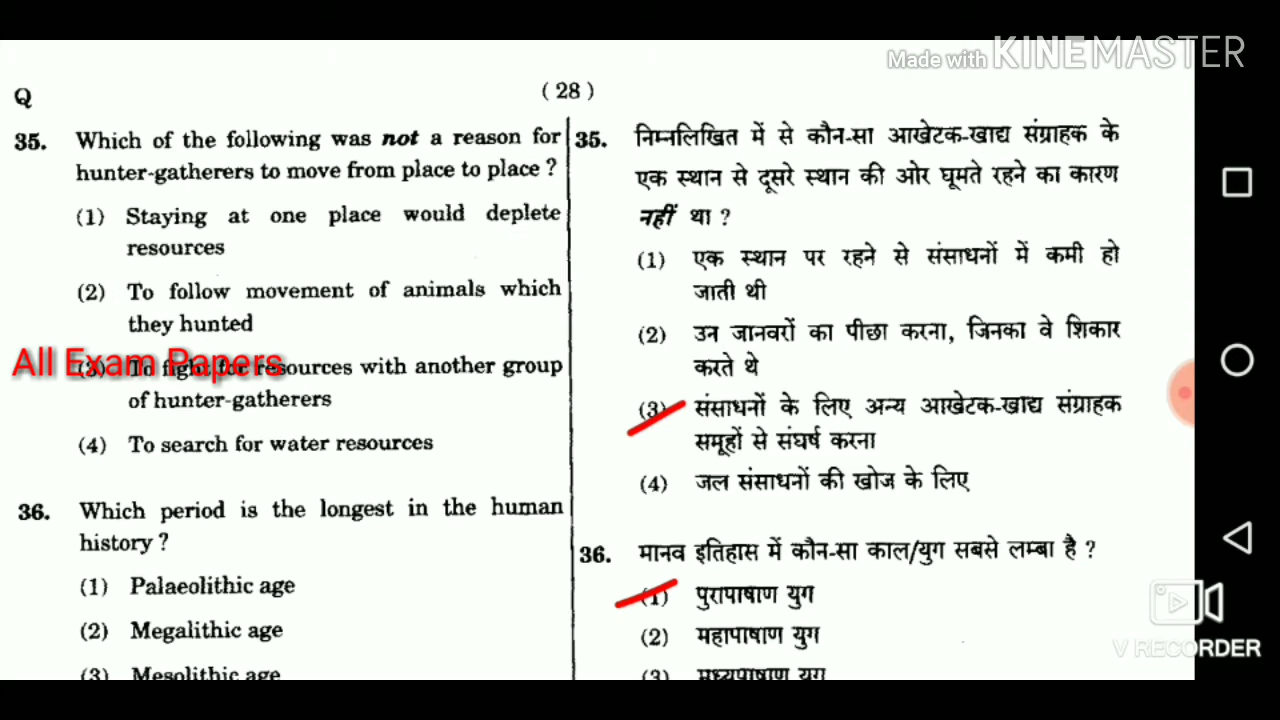 Made with KINEMASTER
Q
( 28 )
35. Which of the following was not a reason for
hunter-gatherers to move from place to place ?
(1) Staying at one place would deplete
resources
(2) To follow movement of animals which
they hunted
All Exam Papers
(3) To fight for resources with another group
of hunter-gatherers
(4) To search for water resources
36. Which period is the longest in the human
history ?
(1) Palaeolithic age
(2) Megalithic age
(3) Mesolithic age
35. निम्नलिखित में से कौन-सा आखेटक-खाद्य संग्राहक के
एक स्थान से दूसरे स्थान की ओर घूमते रहने का कारण
नहीं था ?
(1) एक स्थान पर रहने से संसाधनों में कमी हो
जाती थी
(2) उन जानवरों का पीछा करना, जिनका वे शिकार
करते थे
(3) संसाधनों के लिए अन्य आखेटक-खाद्य संग्राहक
समूहों से संघर्ष करना
(4) जल संसाधनों की खोज के लिए
36. मानव इतिहास में कौन-सा काल/युग सबसे लम्बा है ?
(1) पुरापाषाण युग
(2) महापाषाण युग
(3) मध्यपाषाण युग
V RECORDER